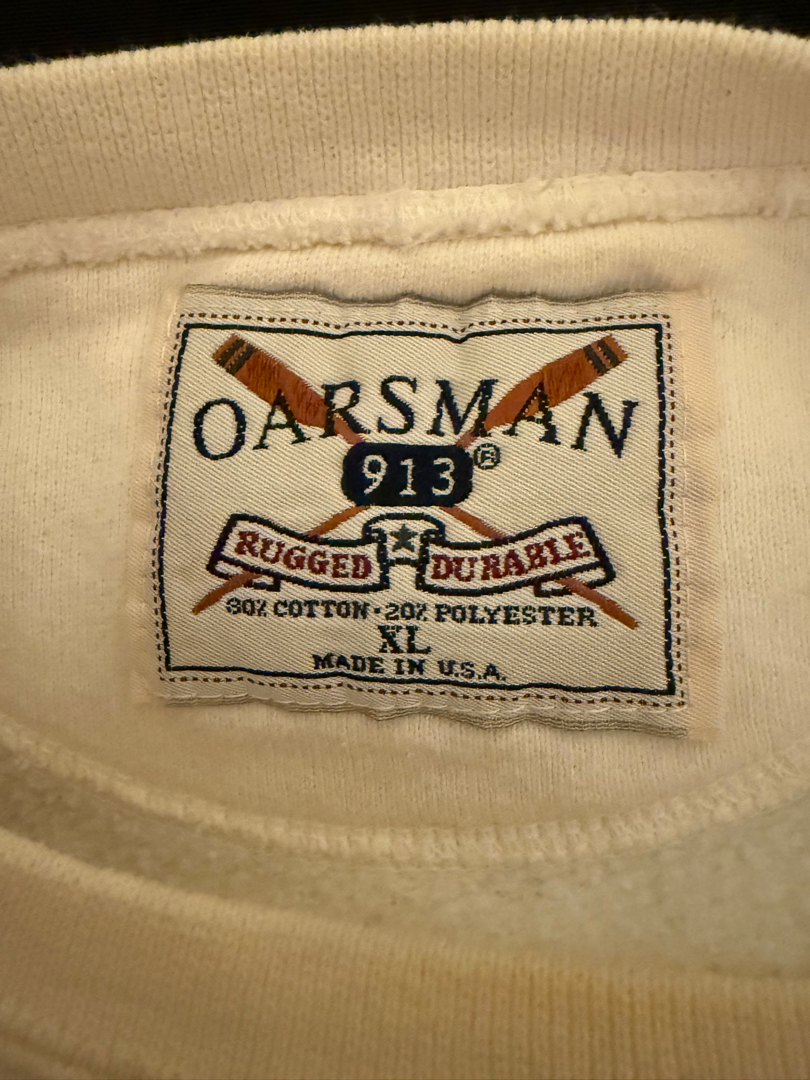 OARSMAN
913®
RUGGED DURABLE
80% COTTON · 20% POLYESTER
XL
MADE IN U.S.A.